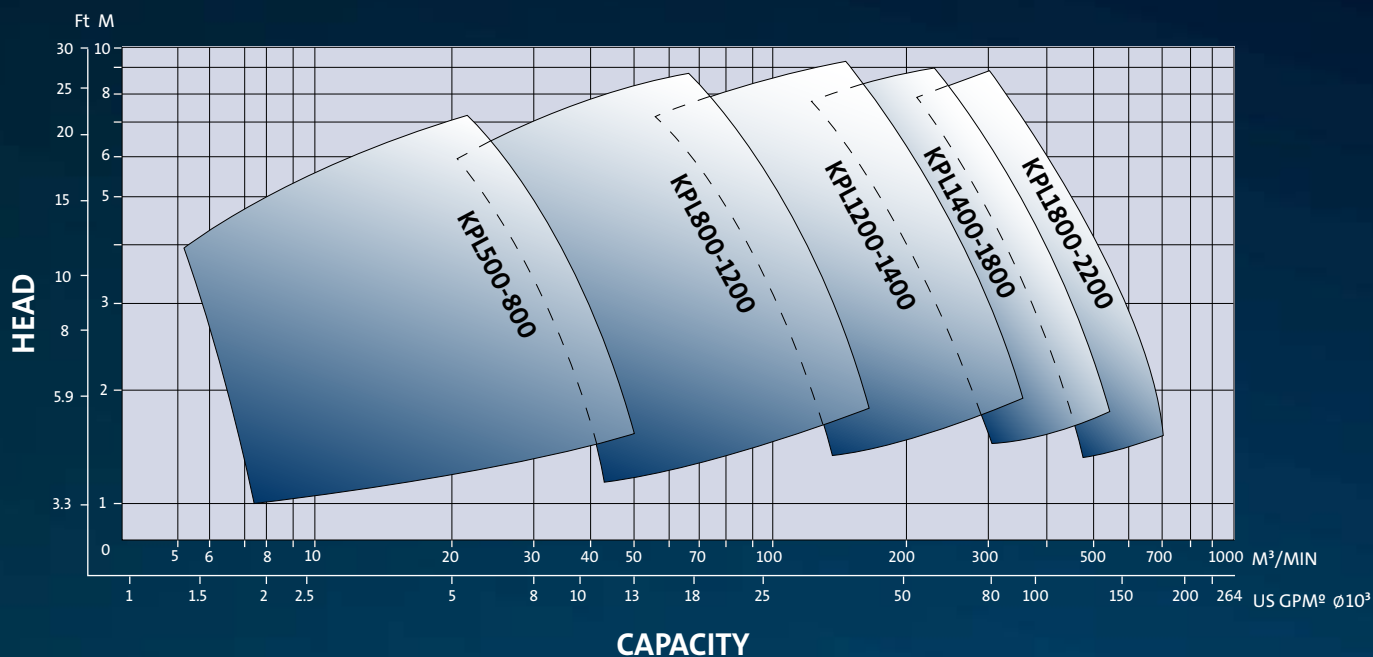 Ft M
30 10
25 8
20
6
15 5
10
3
8
5.9 2
3.3 1
0
HEAD
KPL500-800
KPL800-1200
KPL1200-1400
KPL1400-1800
KPL1800-2200
5 6 8 10 20 30 40 50 70 100 200 300 500 700 1000 M³/MIN
1 1.5 2 2.5 5 8 10 13 18 25 50 80 100 150 200 264 US GPMº Ø10³
CAPACITY